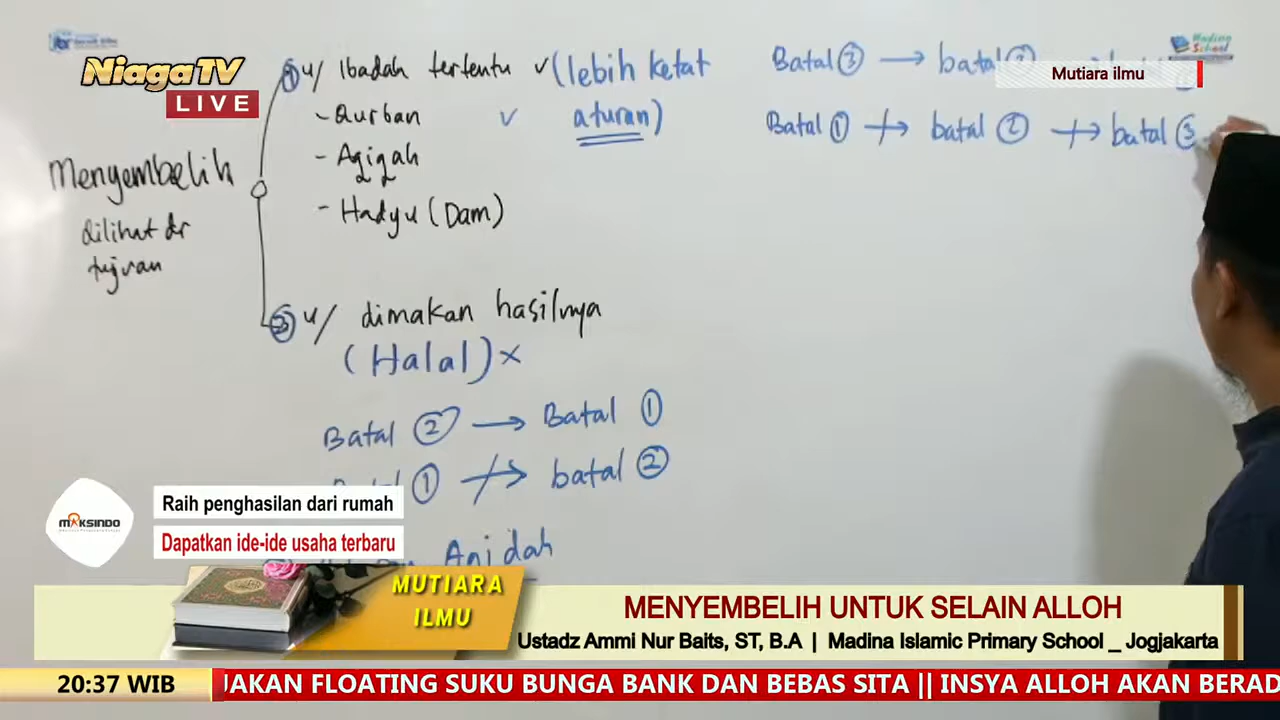 NiagaTV
LIVE
Madina
School
Mutiara ilmu
Menyembelih
dilihat dr
tujuan
① u/ Ibadah tertentu ✓ (lebih ketat
aturan)
- Qurban ✓
- Aqiqah
- Hadyu (Dam)
② u/ dimakan hasilnya
(Halal) ×
Batal ② → Batal ①
① ↛ batal ②
Aqidah
Batal ③ → batal ②
Batal ① ↛ batal ② ↛ batal ③
MAKSINDO
Raih penghasilan dari rumah
Dapatkan ide-ide usaha terbaru
MUTIARA
ILMU
MENYEMBELIH UNTUK SELAIN ALLOH
Ustadz Ammi Nur Baits, ST, B.A | Madina Islamic Primary School _ Jogjakarta
20:37 WIB
JAKAN FLOATING SUKU BUNGA BANK DAN BEBAS SITA || INSYA ALLOH AKAN BERAD